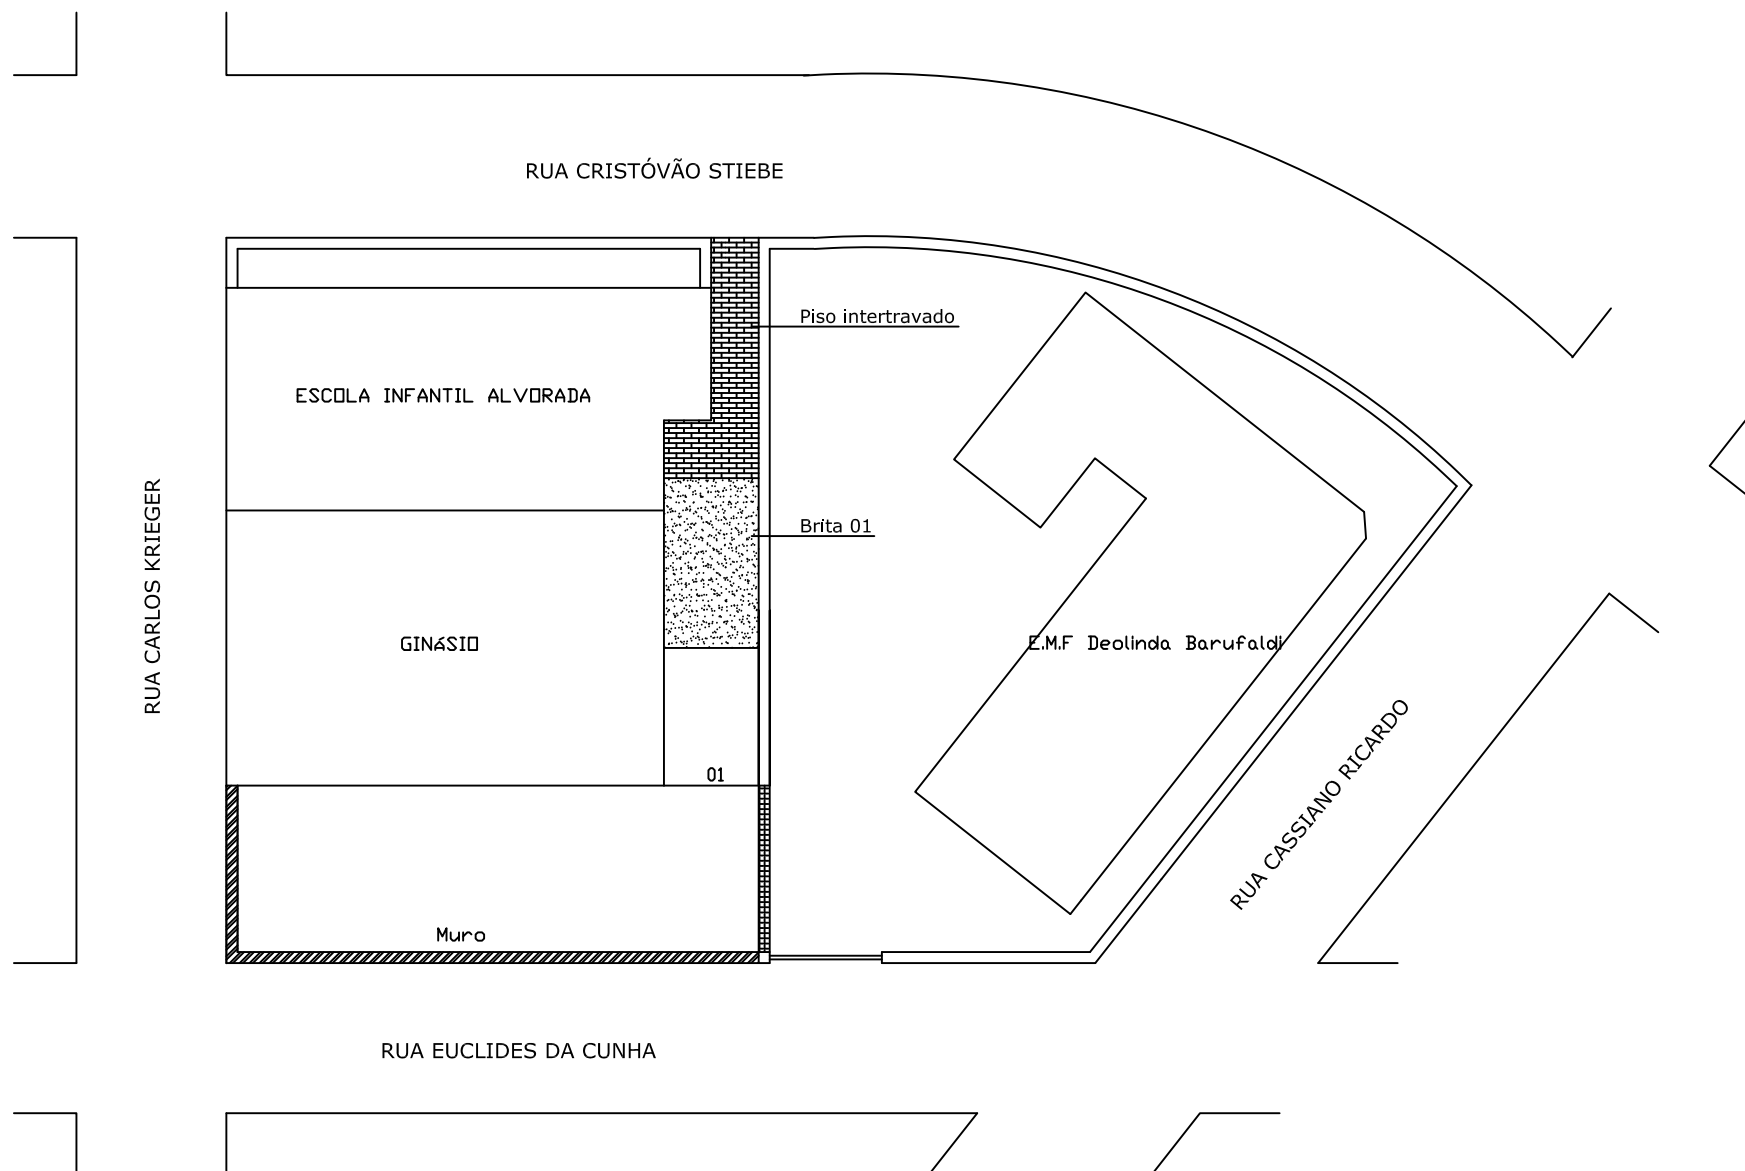 RUA CRISTÓVÃO STIEBE
Piso intertravado
ESCOLA INFANTIL ALVORADA
Brita 01
RUA CARLOS KRIEGER
GINáSIO
E.M.F Deolinda Barufaldi
01
RUA CASSIANO RICARDO
Muro
RUA EUCLIDES DA CUNHA